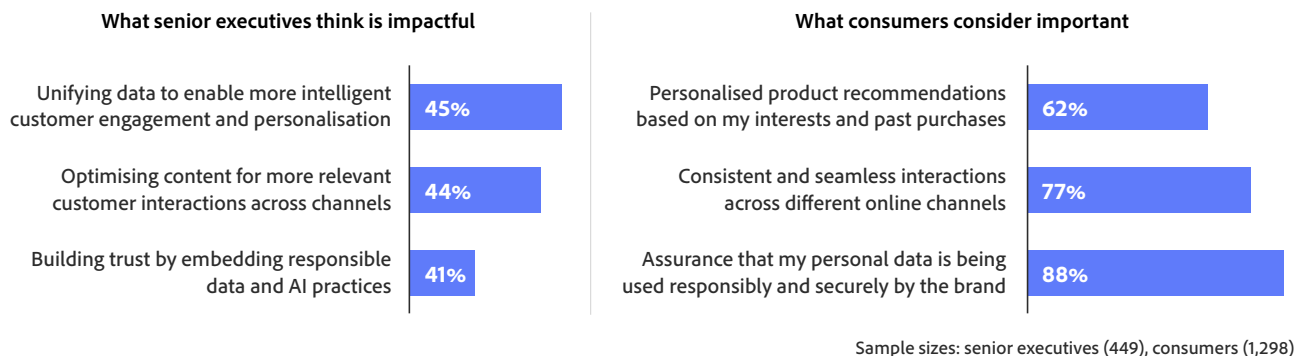 What senior executives think is impactful
Unifying data to enable more intelligent
customer engagement and personalisation
45%
Optimising content for more relevant
customer interactions across channels
44%
Building trust by embedding responsible
data and AI practices
41%
What consumers consider important
Personalised product recommendations
based on my interests and past purchases
62%
Consistent and seamless interactions
across different online channels
77%
Assurance that my personal data is being
used responsibly and securely by the brand
88%
Sample sizes: senior executives (449), consumers (1,298)